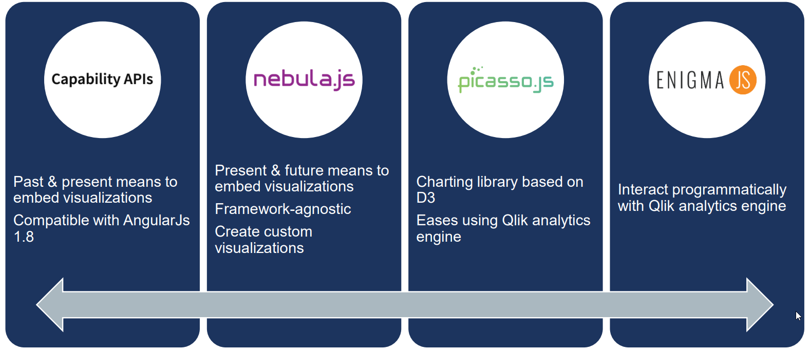 Capability APIs
Past & present means to
embed visualizations
Compatible with AngularJs
1.8
nebula.js
Present & future means to
embed visualizations
Framework-agnostic
Create custom
visualizations
picasso.js
Charting library based on
D3
Eases using Qlik analytics
engine
ENIGMA JS
Interact programmatically
with Qlik analytics engine